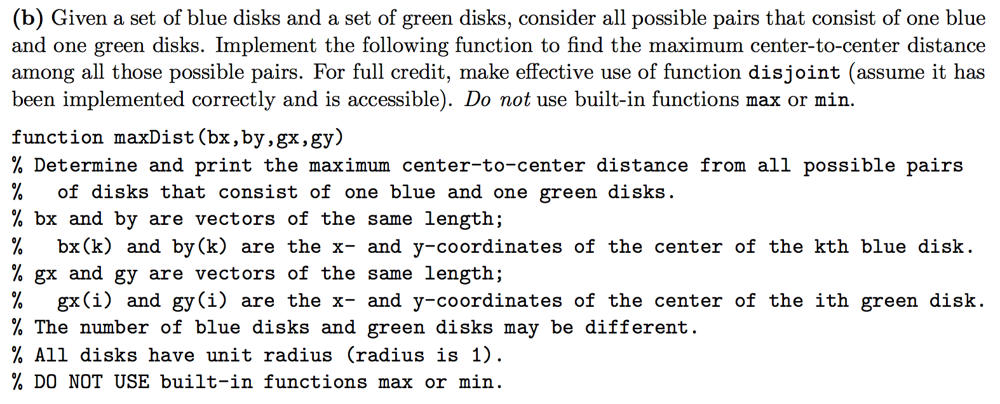 (b) Given a set of blue disks and a set of green disks, consider all possible pairs that consist of one blue
and one green disks. Implement the following function to find the maximum center-to-center distance
among all those possible pairs. For full credit, make effective use of function disjoint (assume it has
been implemented correctly and is accessible). Do not use built-in functions max or min.
function maxDist(bx,by,gx,gy)
% Determine and print the maximum center-to-center distance from all possible pairs
%   of disks that consist of one blue and one green disks.
% bx and by are vectors of the same length;
%   bx(k) and by(k) are the x- and y-coordinates of the center of the kth blue disk.
% gx and gy are vectors of the same length;
%   gx(i) and gy(i) are the x- and y-coordinates of the center of the ith green disk.
% The number of blue disks and green disks may be different.
% All disks have unit radius (radius is 1).
% DO NOT USE built-in functions max or min.